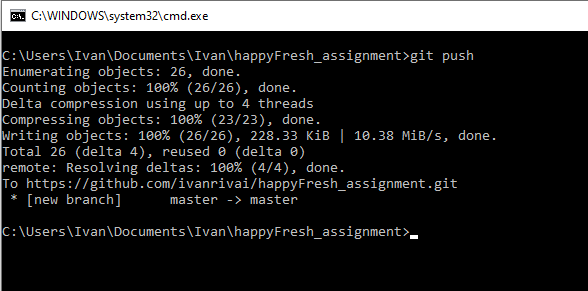 C:\WINDOWS\system32\cmd.exe
C:\Users\Ivan\Documents\Ivan\happyFresh_assignment>git push
Enumerating objects: 26, done.
Counting objects: 100% (26/26), done.
Delta compression using up to 4 threads
Compressing objects: 100% (23/23), done.
Writing objects: 100% (26/26), 228.33 KiB | 10.38 MiB/s, done.
Total 26 (delta 4), reused 0 (delta 0)
remote: Resolving deltas: 100% (4/4), done.
To https://github.com/ivanrivai/happyFresh_assignment.git
 * [new branch]      master -> master
C:\Users\Ivan\Documents\Ivan\happyFresh_assignment>